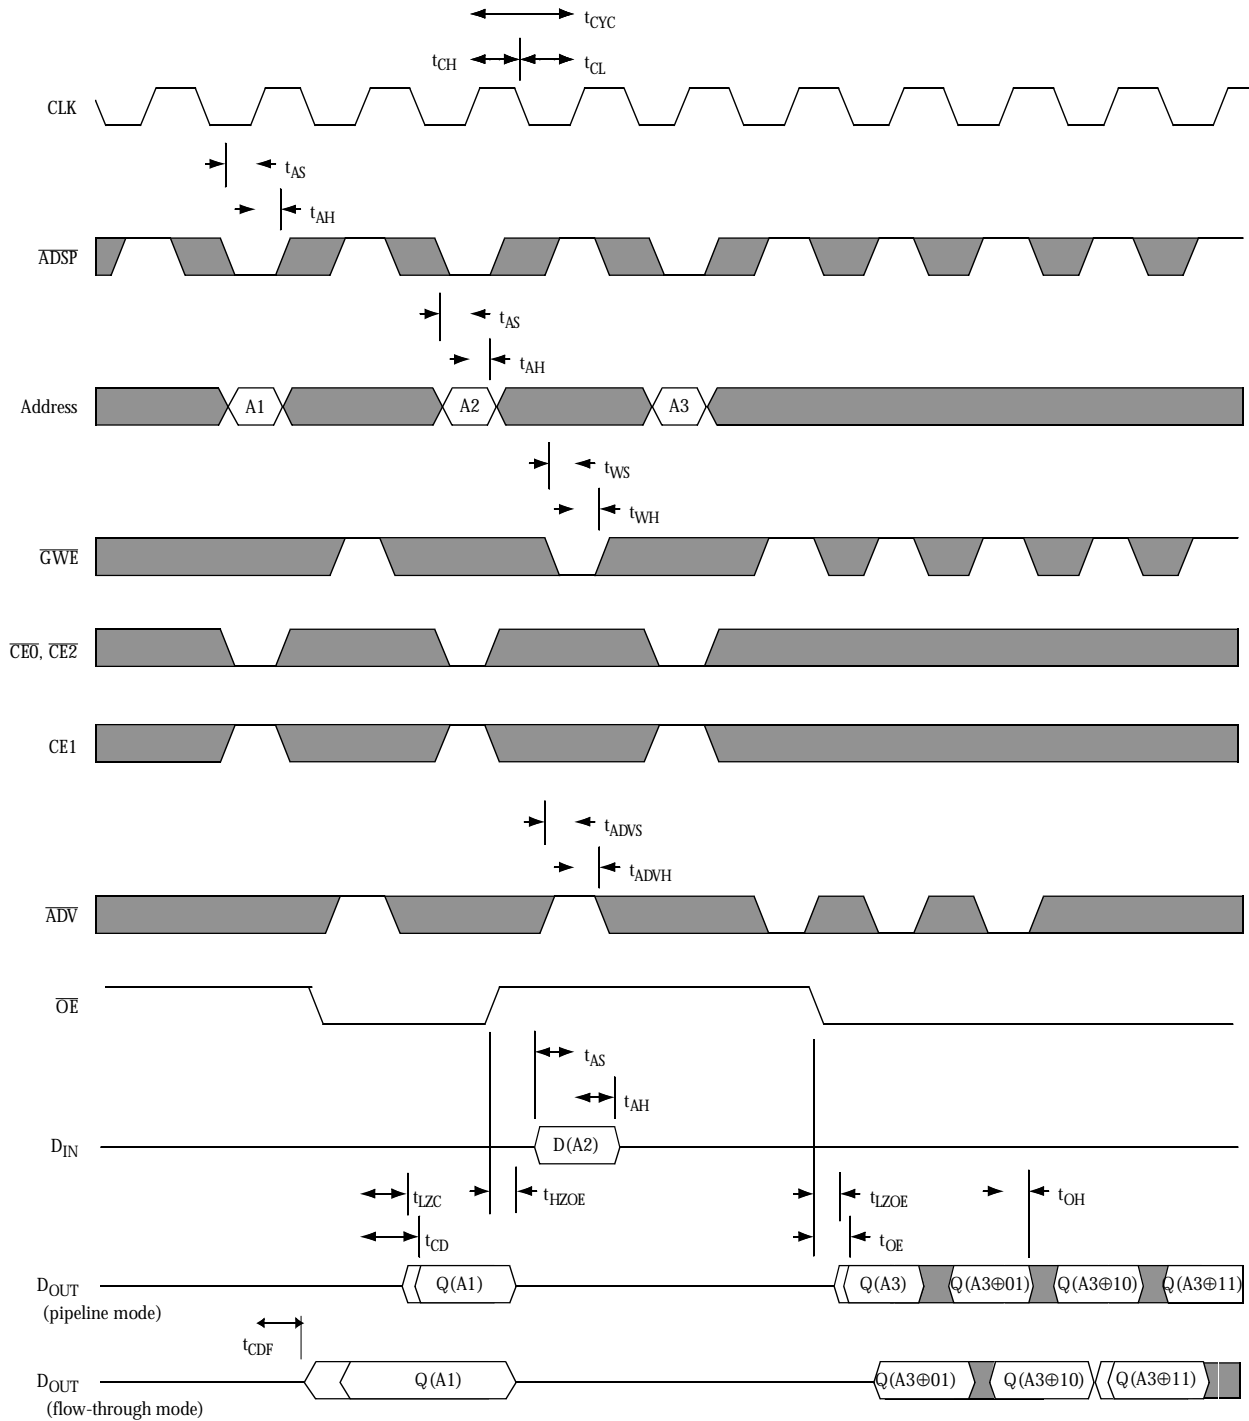 tCYC
tCH
tCL
CLK
tAS
tAH
ADSP
tAS
tAH
Address
A1
A2
A3
tWS
tWH
GWE
CE0, CE2
CE1
tADVS
tADVH
ADV
OE
tAS
tAH
DIN
D(A2)
tLZC
tHZOE
tLZOE
tOH
tCD
tOE
DOUT
(pipeline mode)
Q(A1)
Q(A3)
Q(A3⊕01)
Q(A3⊕10)
Q(A3⊕11)
tCDF
DOUT
(flow-through mode)
Q(A1)
Q(A3⊕01)
Q(A3⊕10)
Q(A3⊕11)